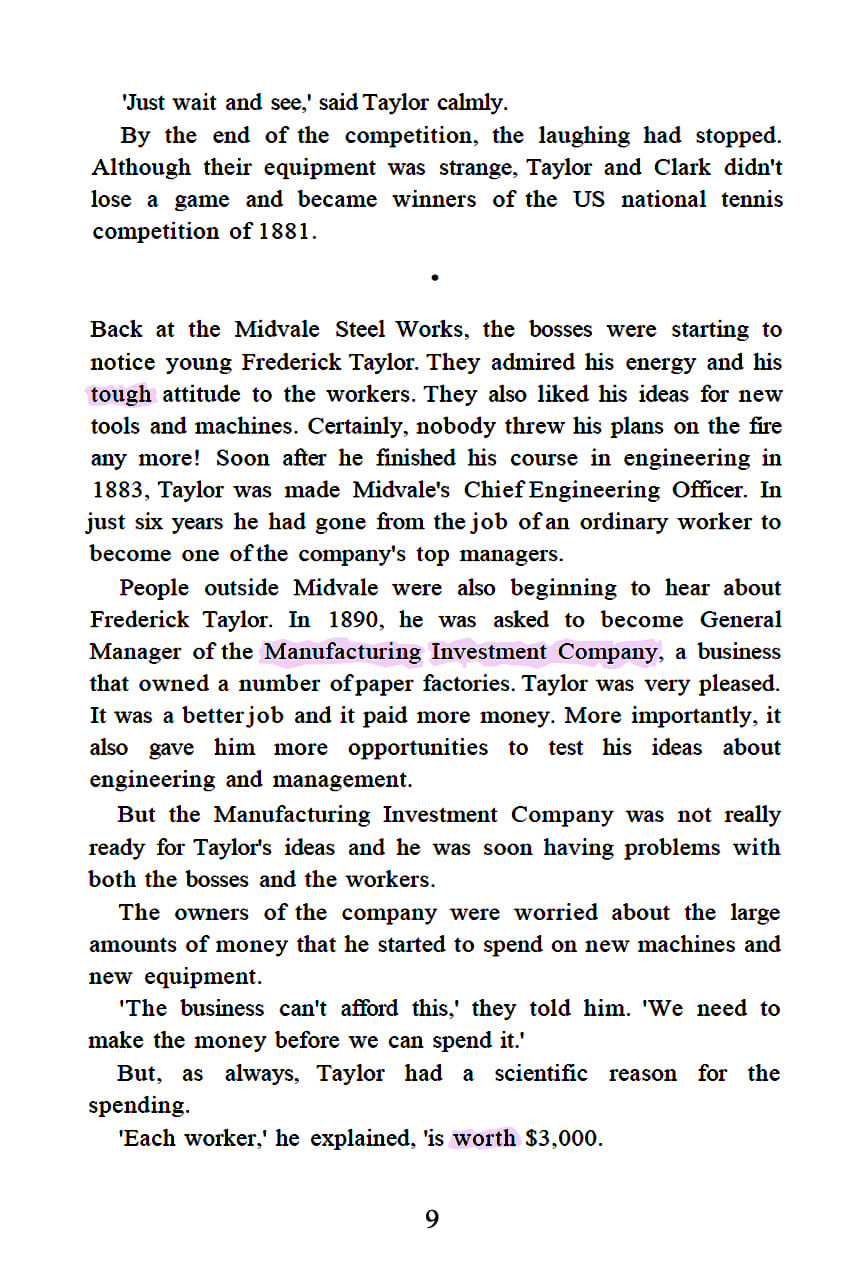 'Just wait and see,' said Taylor calmly.
By the end of the competition, the laughing had stopped.
Although their equipment was strange, Taylor and Clark didn't
lose a game and became winners of the US national tennis
competition of 1881.
•
Back at the Midvale Steel Works, the bosses were starting to
notice young Frederick Taylor. They admired his energy and his
tough attitude to the workers. They also liked his ideas for new
tools and machines. Certainly, nobody threw his plans on the fire
any more! Soon after he finished his course in engineering in
1883, Taylor was made Midvale's Chief Engineering Officer. In
just six years he had gone from the job of an ordinary worker to
become one of the company's top managers.
People outside Midvale were also beginning to hear about
Frederick Taylor. In 1890, he was asked to become General
Manager of the Manufacturing Investment Company, a business
that owned a number of paper factories. Taylor was very pleased.
It was a better job and it paid more money. More importantly, it
also gave him more opportunities to test his ideas about
engineering and management.
But the Manufacturing Investment Company was not really
ready for Taylor's ideas and he was soon having problems with
both the bosses and the workers.
The owners of the company were worried about the large
amounts of money that he started to spend on new machines and
new equipment.
'The business can't afford this,' they told him. 'We need to
make the money before we can spend it.'
But, as always, Taylor had a scientific reason for the
spending.
'Each worker,' he explained, 'is worth $3,000.
9